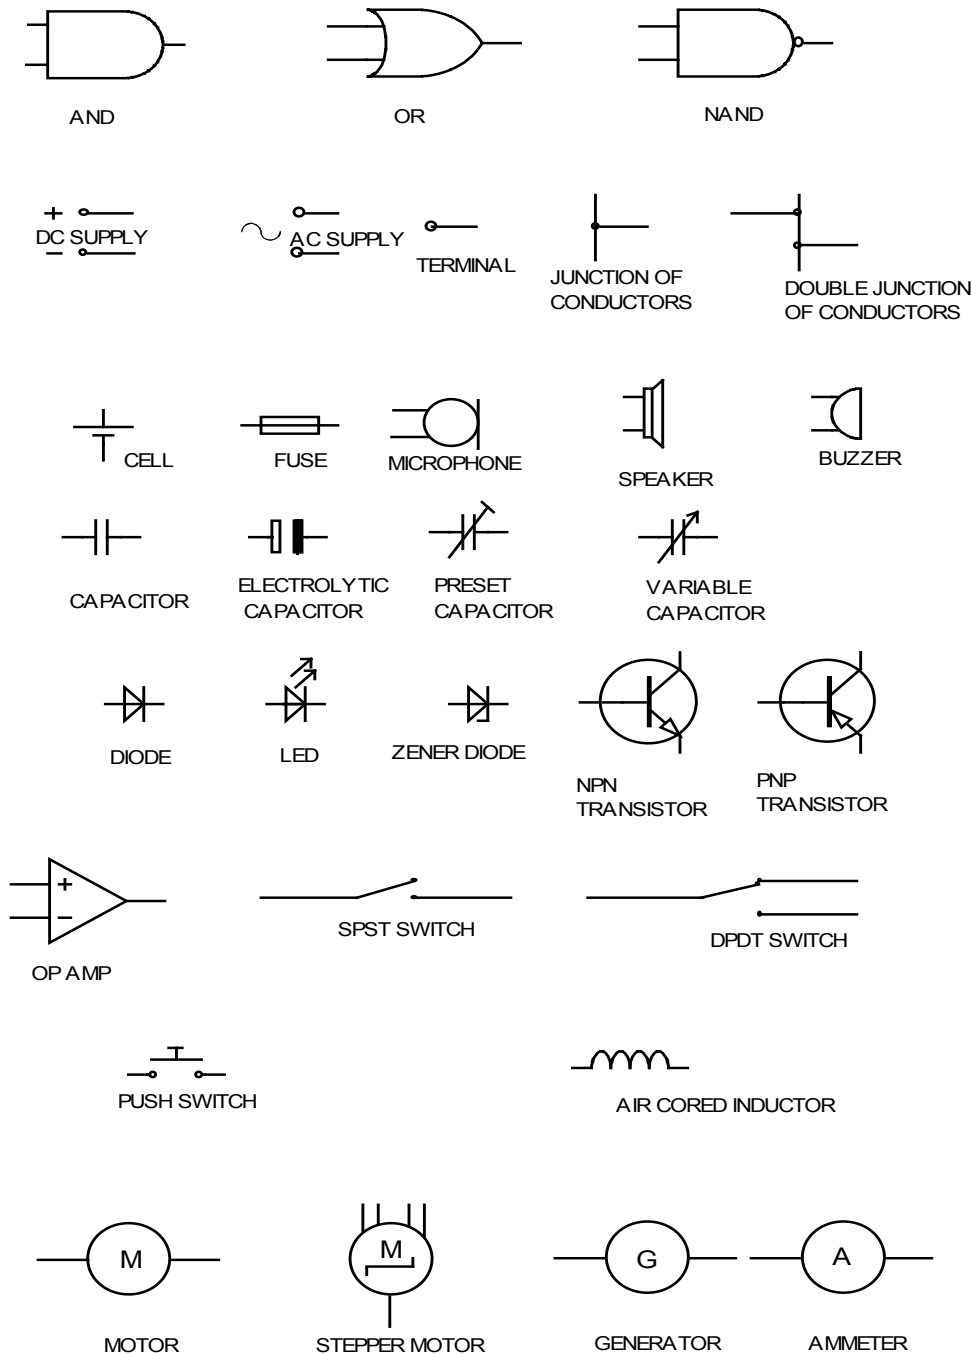 AND
OR
NAND
+
DC SUPPLY
−
AC SUPPLY
TERMINAL
JUNCTION OF
CONDUCTORS
DOUBLE JUNCTION
OF CONDUCTORS
CELL
FUSE
MICROPHONE
SPEAKER
BUZZER
CAPACITOR
ELECTROLYTIC
CAPACITOR
PRESET
CAPACITOR
VARIABLE
CAPACITOR
DIODE
LED
ZENER DIODE
NPN
TRANSISTOR
PNP
TRANSISTOR
+
−
OP AMP
SPST SWITCH
DPDT SWITCH
PUSH SWITCH
AIR CORED INDUCTOR
M
M
G
A
MOTOR
STEPPER MOTOR
GENERATOR
AMMETER